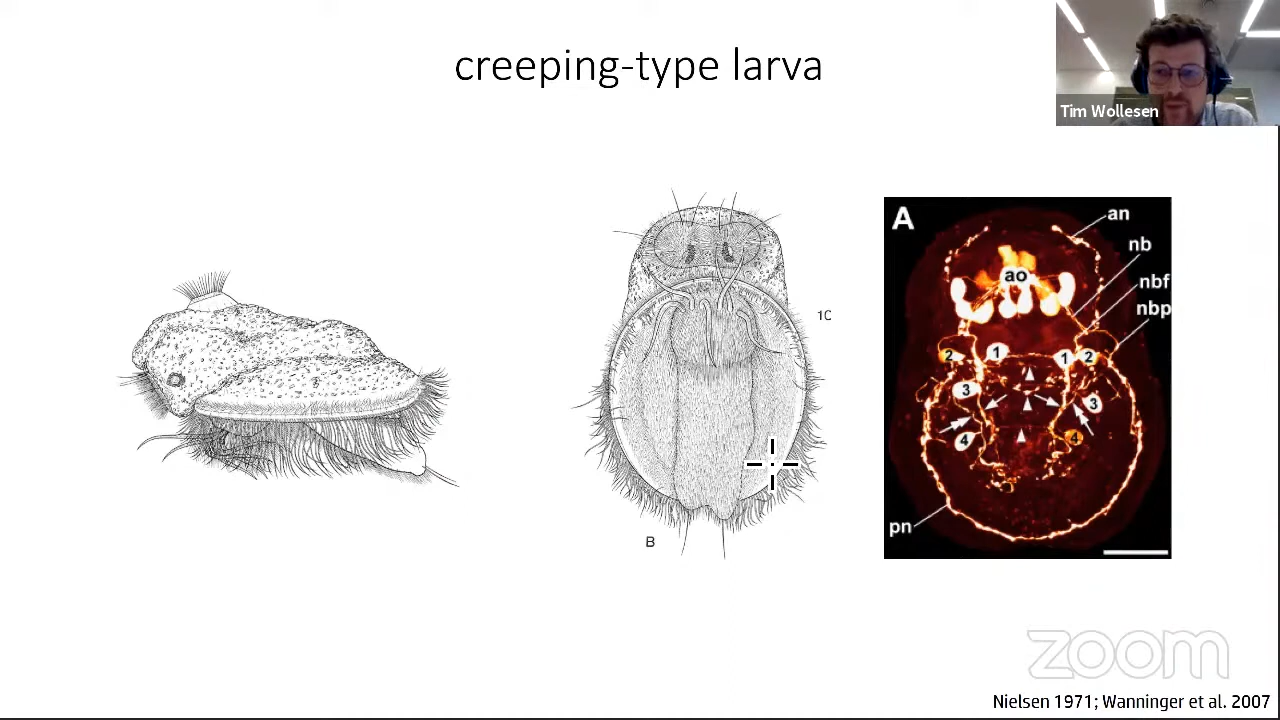 creeping-type larva
Tim Wollesen
1C
B
A
an
nb
ao
nbf
nbp
2
1
1
2
3
3
4
4
pn
zoom
Nielsen 1971; Wanninger et al. 2007